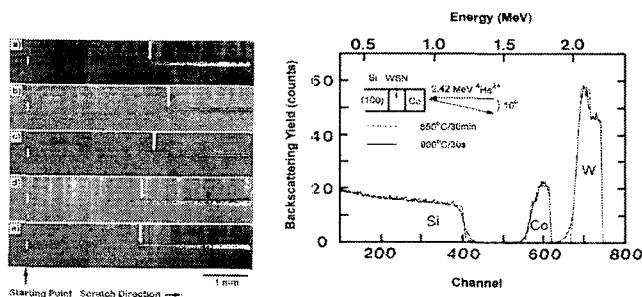 a)
b)
c)
d)
e)
1 mm
Starting Point Scratch Direction
Energy (MeV)
0.5 1.0 1.5 2.0
Backscattering Yield (counts)
60
40
20
0
Si WSN
(100) Co
2.42 MeV ⁴He²⁺
10°
850°C/30min
900°C/30s
Si
Co
W
200 400 600 800
Channel